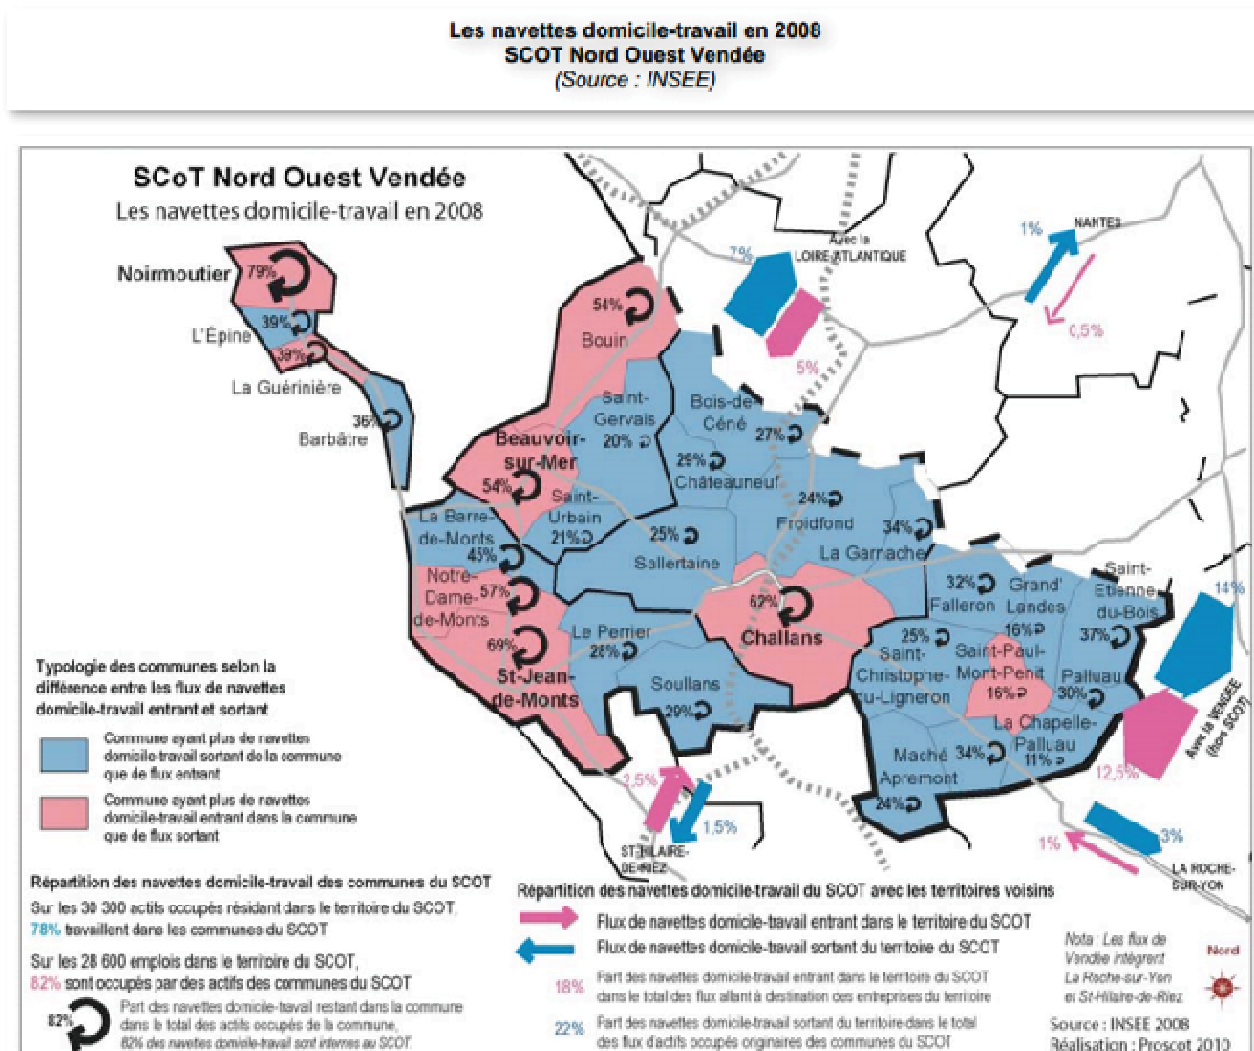 Les navettes domicile-travail en 2008
SCOT Nord Ouest Vendée
(Source : INSEE)
SCoT Nord Ouest Vendée
Les navettes domicile-travail en 2008
Noirmoutier
79%
L'Épine
39%
39%
La Guérinière
36%
Barbâtre
54%
Bouin
Beauvoir-
sur-Mer
54%
Saint-
Gervais
20%
Bois-de-
Céné
27%
Châteauneuf
24%
Froidfond
34%
La Garnache
Saint-
Urbain
21%
La Barre-
de-Monts
45%
25%
Sallertaine
Notre-
Dame-
de-Monts
57%
69%
St-Jean-
de-Monts
Le Perrier
28%
Soullans
29%
62%
Challans
32%
Falleron
Grand'
Landes
16%
Saint-
Etienne-
du-Bois
37%
25%
Saint-
Christophe-
du-Ligneron
Saint-Paul-
Mont-Penit
16%
Palluau
30%
La Chapelle-
Palluau
11%
Maché
34%
Apremont
24%
7%
Avec la
LOIRE ATLANTIQUE
5%
1%
NANTES
0,5%
14%
Avec la VENDÉE
(hors SCOT)
12,5%
3%
1%
LA ROCHE-
SUR-YON
1,5%
ST-HILAIRE-
DE-RIEZ
Typologie des communes selon la
différence entre les flux de navettes
domicile-travail entrant et sortant
Commune ayant plus de navettes
domicile-travail sortant de la commune
que de flux entrant
Commune ayant plus de navettes
domicile-travail entrant dans la commune
que de flux sortant
Répartition des navettes domicile-travail des communes du SCOT
Sur les 30 300 actifs occupés résidant dans le territoire du SCOT,
78% travaillent dans les communes du SCOT
Sur les 28 600 emplois dans le territoire du SCOT,
82% sont occupés par des actifs des communes du SCOT
82%
Part des navettes domicile-travail restant dans la commune
dans le total des actifs occupés de la commune,
82% des navettes domicile-travail sont internes au SCOT
Répartition des navettes domicile-travail du SCOT avec les territoires voisins
Flux de navettes domicile-travail entrant dans le territoire du SCOT
Flux de navettes domicile-travail sortant du territoire du SCOT
18%
Part des navettes domicile-travail entrant dans le territoire du SCOT
dans le total des flux allant à destination des entreprises du territoire
22%
Part des navettes domicile-travail sortant du territoire dans le total
des flux d'actifs occupés originaires des communes du SCOT
Nota : Les flux de
Vendée intègrent
La Roche-sur-Yon
et St-Hilaire-de-Riez
Nord
Source : INSEE 2008
Réalisation : Proscot 2010